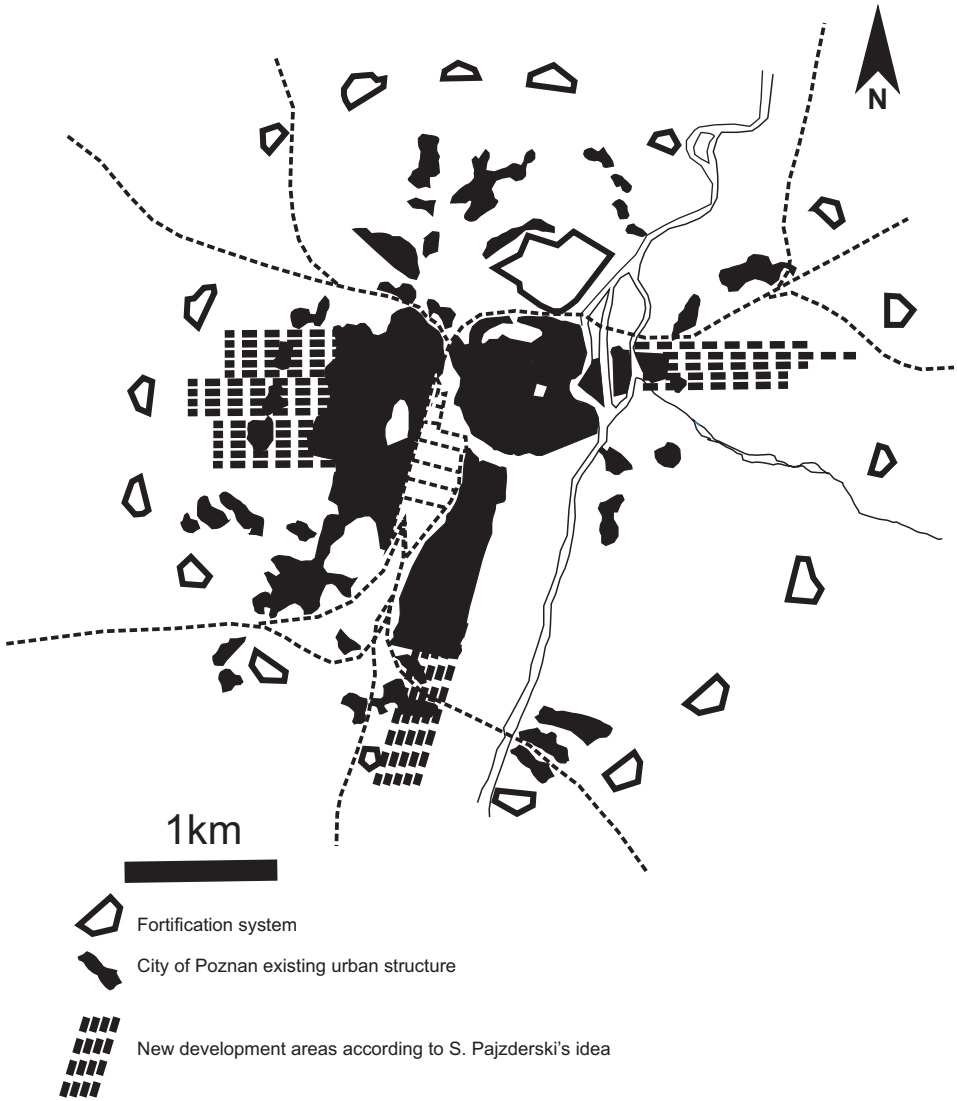 N
1km
Fortification system
City of Poznan existing urban structure
New development areas according to S. Pajzderski's idea